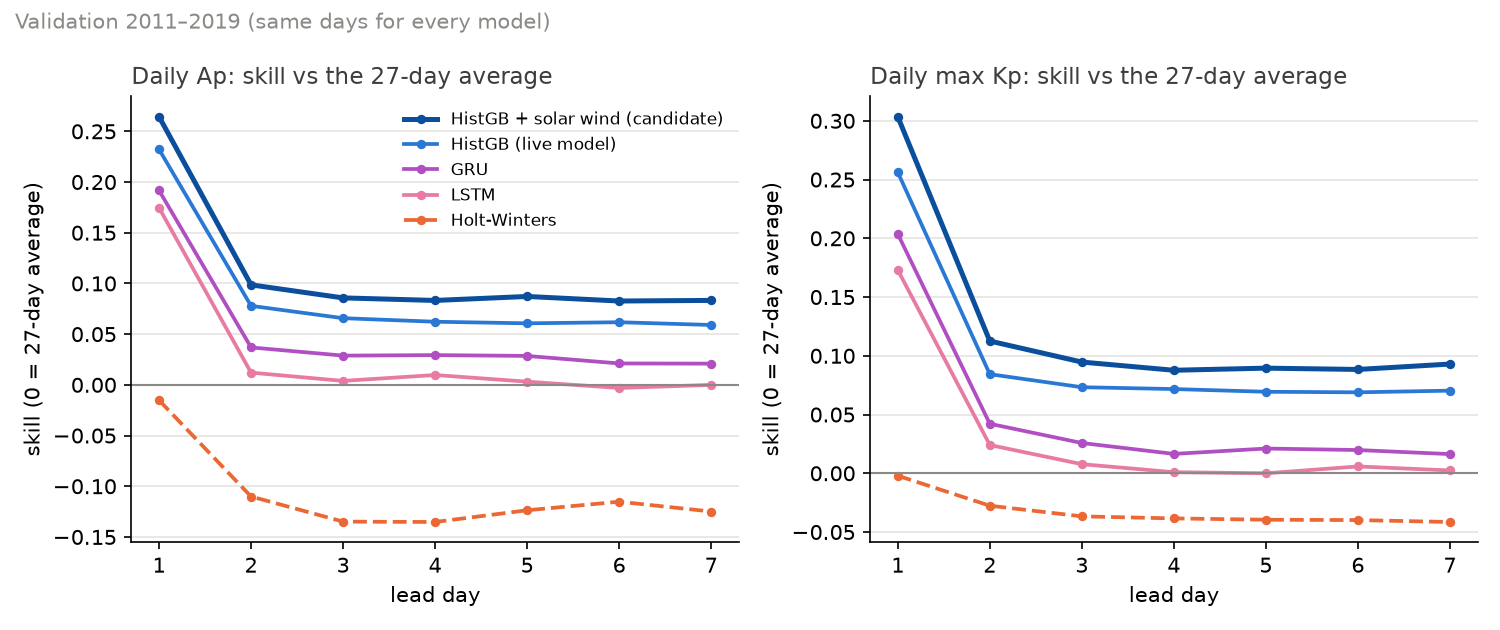 Validation 2011–2019 (same days for every model)
Daily Ap: skill vs the 27-day average
skill (0 = 27-day average)
0.25
0.20
0.15
0.10
0.05
0.00
−0.05
−0.10
−0.15
HistGB + solar wind (candidate)
HistGB (live model)
GRU
LSTM
Holt-Winters
1 2 3 4 5 6 7
lead day
Daily max Kp: skill vs the 27-day average
skill (0 = 27-day average)
0.30
0.25
0.20
0.15
0.10
0.05
0.00
−0.05
1 2 3 4 5 6 7
lead day